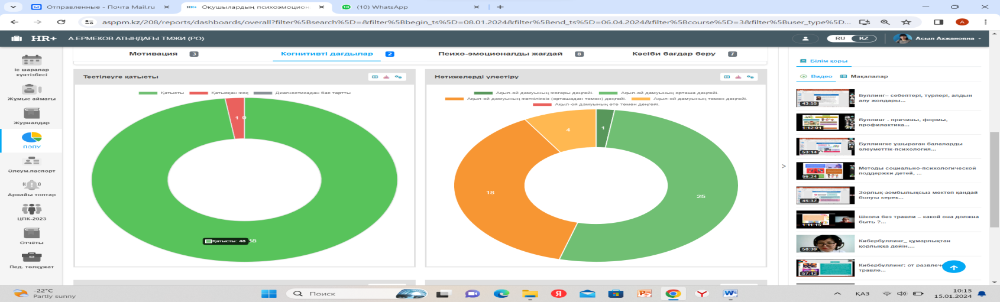 Отправленные - Почта Mail.ru
HR+ Оқушылардың психоэмоцион
(10) WhatsApp
asppm.kz/208/reports/dashboards/overall?filter%5Bsearch%5D=&filter%5Bbegin_ts%5D=08.01.2024&filter%5Bend_ts%5D=06.04.2024&filter%5Bcourse%5D=3&filter%5Buser_type%5D...
HR+ А.ЕРМЕКОВ АТЫНДАҒЫ ТМЖИ (РО)
RU KZ
Асыл Ахжановна
Іс шаралар
күнтізбесі
Жұмыс аймағы
Журналдар
ПЭПУ
Әлеум.паспорт
Арнайы топтар
ЦПК-2023
Отчёты
Пед. толқұжат
Мотивация 3
Когнитивті дағдылар 2
Психо-эмоционалды жағдай 8
Кәсіби бағдар беру 7
Тестілеуге қатысты
Қатысты
Қатысқан жоқ
Диагностикадан бас тартты
1 0
Қатысты: 48
Нәтижелерді үлестіру
Ақыл-ой дамуының жоғары деңгейі.
Ақыл-ой дамуының орташа деңгейі.
Ақыл-ой дамуының жеткіліксіз (орташадан төмен) деңгейі.
Ақыл-ой дамуының төмен деңгейі.
Ақыл-ой дамуының өте төмен деңгейі.
1
4
18
25
Білім қоры
Видео
Мақалалар
43:55
Буллинг– себептері, түрлері, алдын
алу жолдары...
1:12:01
Буллинг - причины, формы,
профилактика...
53:14
Буллингке ұшыраған балаларды
әлеуметтік-психология...
56:24
Методы социально-психологической
поддержки детей, ...
45:37
Зорлық-зомбылықсыз мектеп қандай
болуы керек...
1:11:15
Школа без травли – какой она должна
быть ?...
58:39
Кибербуллинг_ құмарлықтан
қорлыққа дейін....
57:12
Кибербуллинг: от развлече
травле...
-22°C
Partly sunny
Поиск
ҚАЗ
10:15
15.01.2024